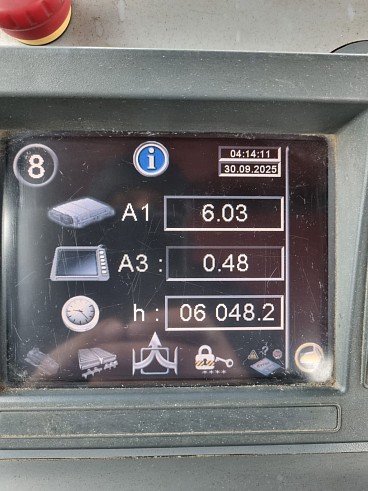 8
i
04:14:11
30.09.2025
A1 6.03
A3 : 0.48
h : 06 048.2
****